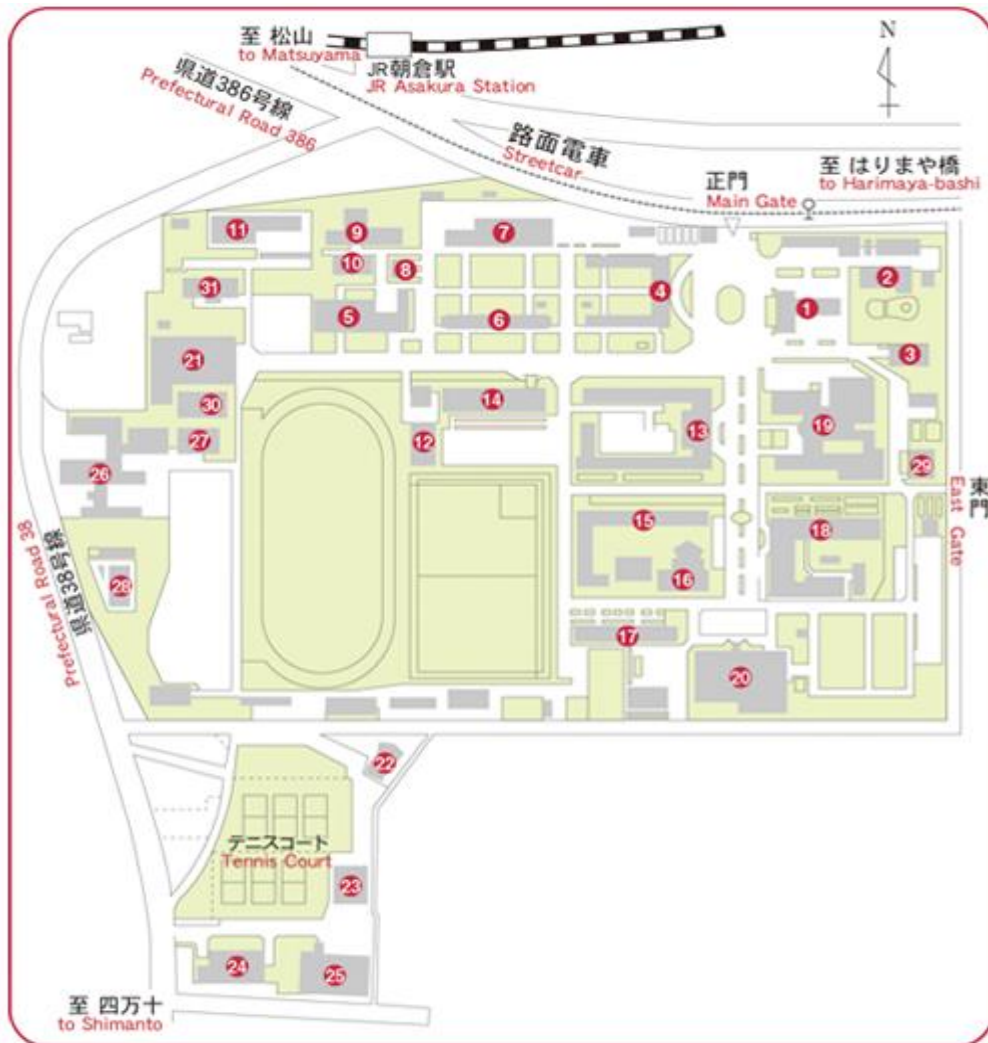 至 松山
to Matsuyama
JR朝倉駅
JR Asakura Station
N
県道386号線
Prefectural Road 386
路面電車
Streetcar
正門
Main Gate
至 はりまや橋
to Harimaya-bashi
11
9
7
10
8
2
31
4
1
5
6
3
21
30
14
27
12
13
19
26
29
東門
East Gate
15
18
県道38号線
Prefectural Road 38
28
16
17
20
22
テニスコート
Tennis Court
23
24
25
至 四万十
to Shimanto